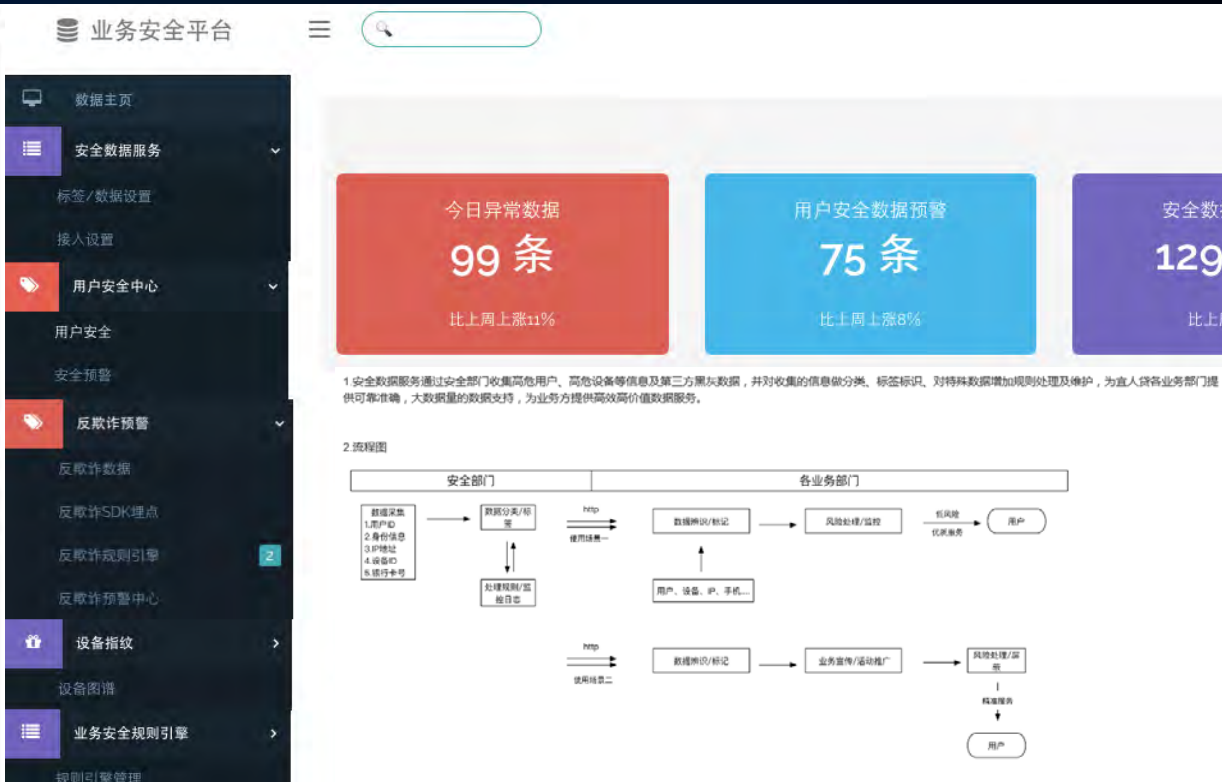 业务安全平台
数据主页
安全数据服务
标签/数据设置
接人设置
用户安全中心
用户安全
安全预警
反欺诈预警
反欺诈数据
反欺诈SDK埋点
反欺诈规则引擎
2
反欺诈预警中心
设备指纹
设备图谱
业务安全规则引擎
规则引擎管理
今日异常数据
99 条
比上周上涨11%
用户安全数据预警
75 条
比上周上涨8%
安全数
129
比上
1.安全数据服务通过安全部门收集高危用户、高危设备等信息及第三方黑灰数据，并对收集的信息做分类、标签标识、对特殊数据增加规则处理及维护，为宜人贷各业务部门提
供可靠准确，大数据量的数据支持，为业务方提供高效高价值数据服务。
2.流程图
安全部门
各业务部门
数据采集
1.用户ID
2.身份信息
3.IP地址
4.设备ID
5.银行卡号
数据分类/标
签
处理规则/监
控日志
http
使用场景一
数据辨识/标记
用户、设备、IP、手机...
风险处理/监控
低风险
优质服务
用户
http
使用场景二
数据辨识/标记
业务宣传/活动推广
风险处理/屏
蔽
精准服务
用户